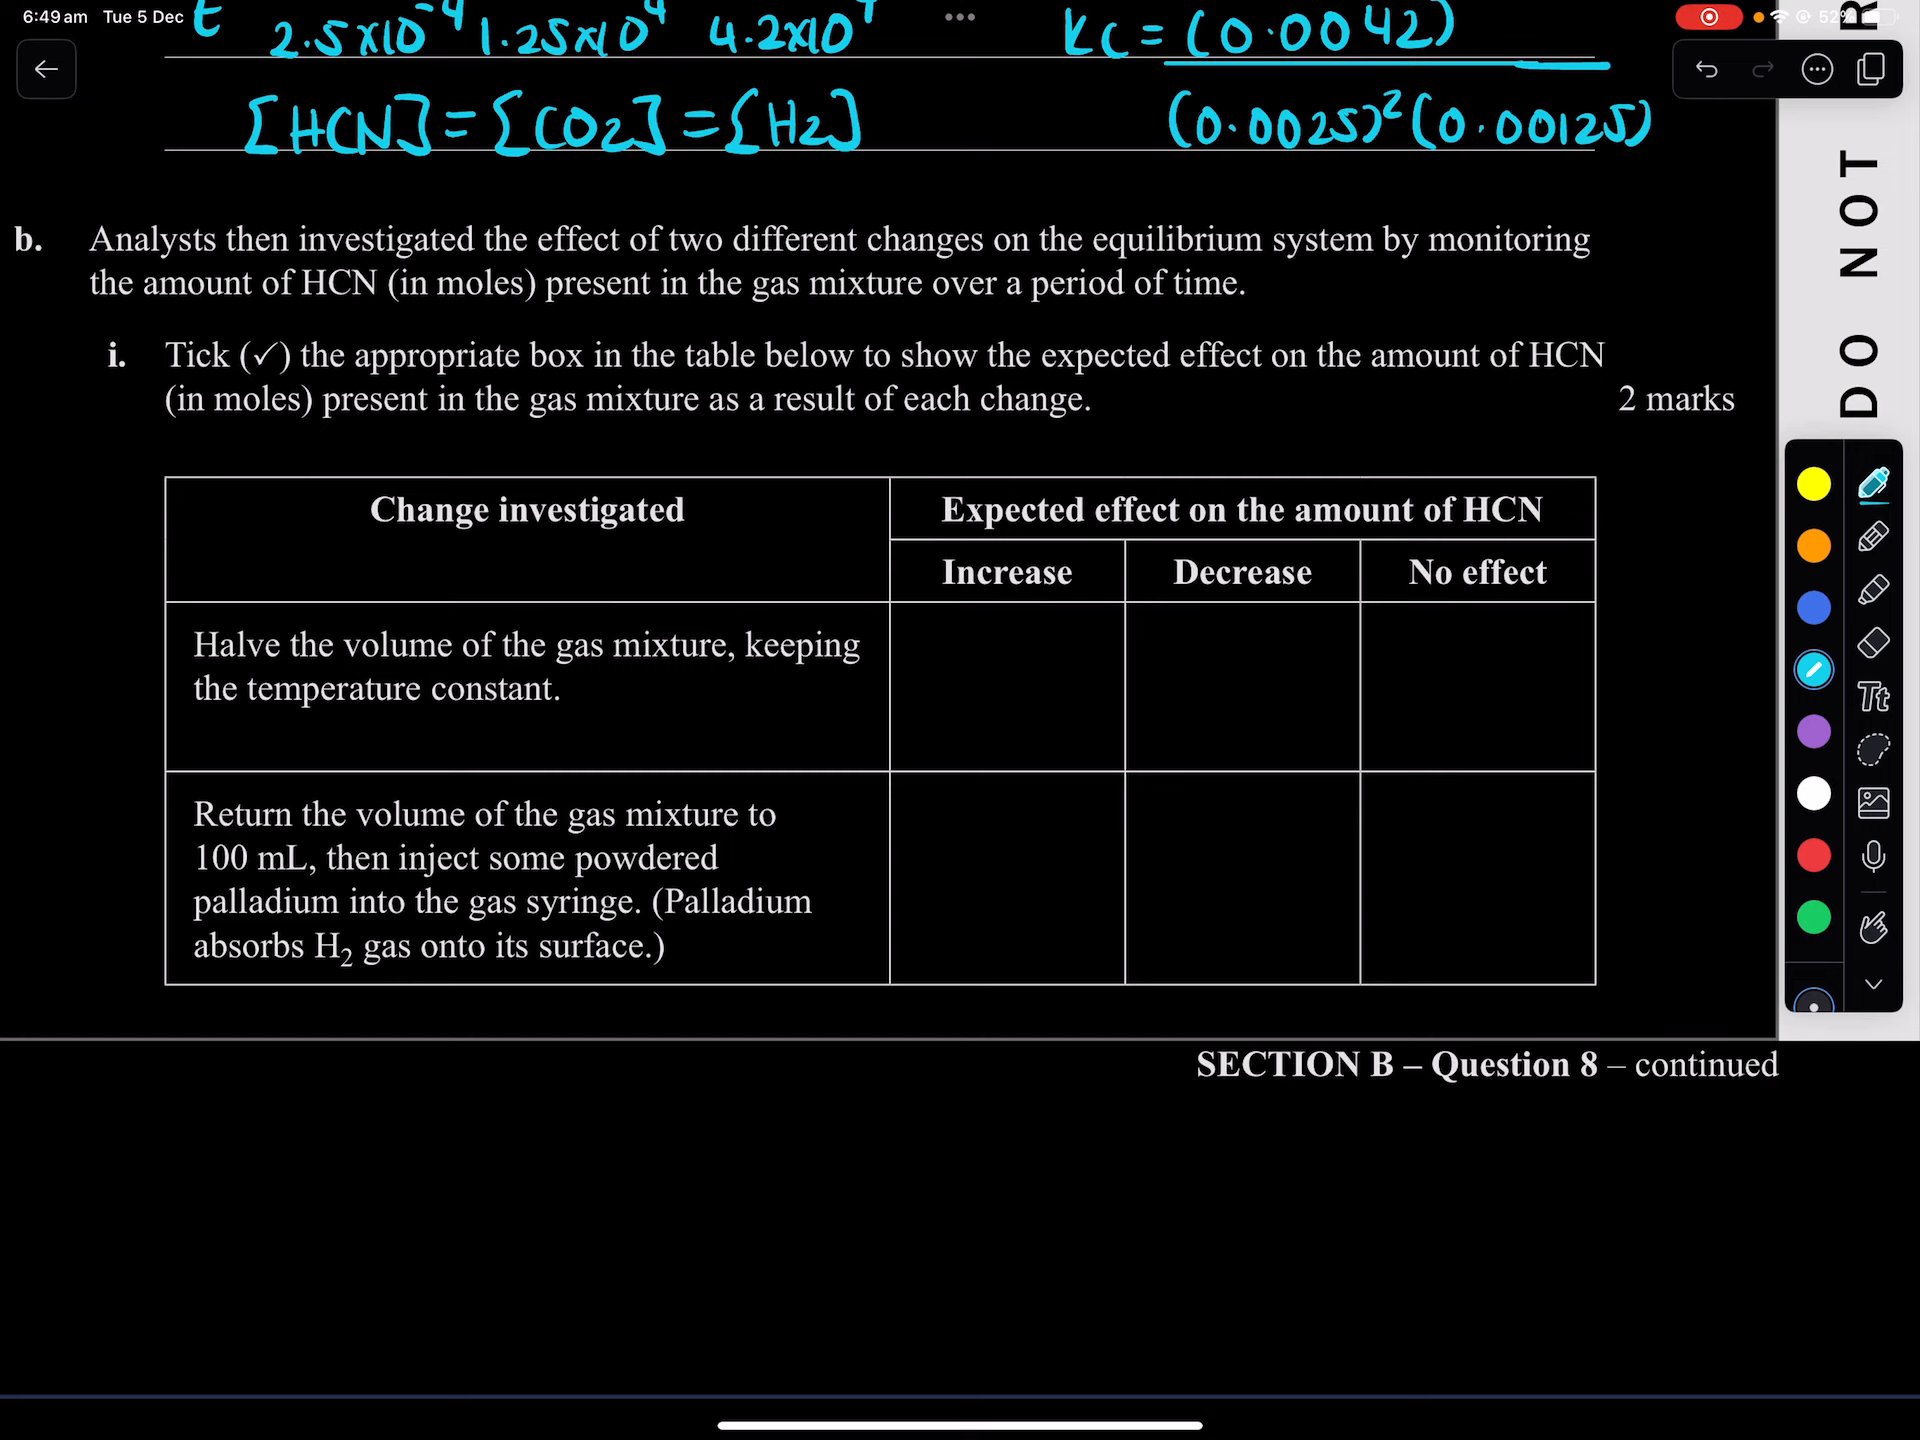 6:49 am Tue 5 Dec
52%
2.5x10⁻⁴ 1.25x10⁴ 4.2x10 Kc = (0.0042)
[HCN] = [CO2] = [H2] (0.0025)²(0.00125)
b. Analysts then investigated the effect of two different changes on the equilibrium system by monitoring
the amount of HCN (in moles) present in the gas mixture over a period of time.
i. Tick (✓) the appropriate box in the table below to show the expected effect on the amount of HCN
(in moles) present in the gas mixture as a result of each change. 2 marks
Change investigated
Expected effect on the amount of HCN
Increase Decrease No effect
Halve the volume of the gas mixture, keeping
the temperature constant.
Return the volume of the gas mixture to
100 mL, then inject some powdered
palladium into the gas syringe. (Palladium
absorbs H₂ gas onto its surface.)
SECTION B – Question 8 – continued
DO NOT
Tt